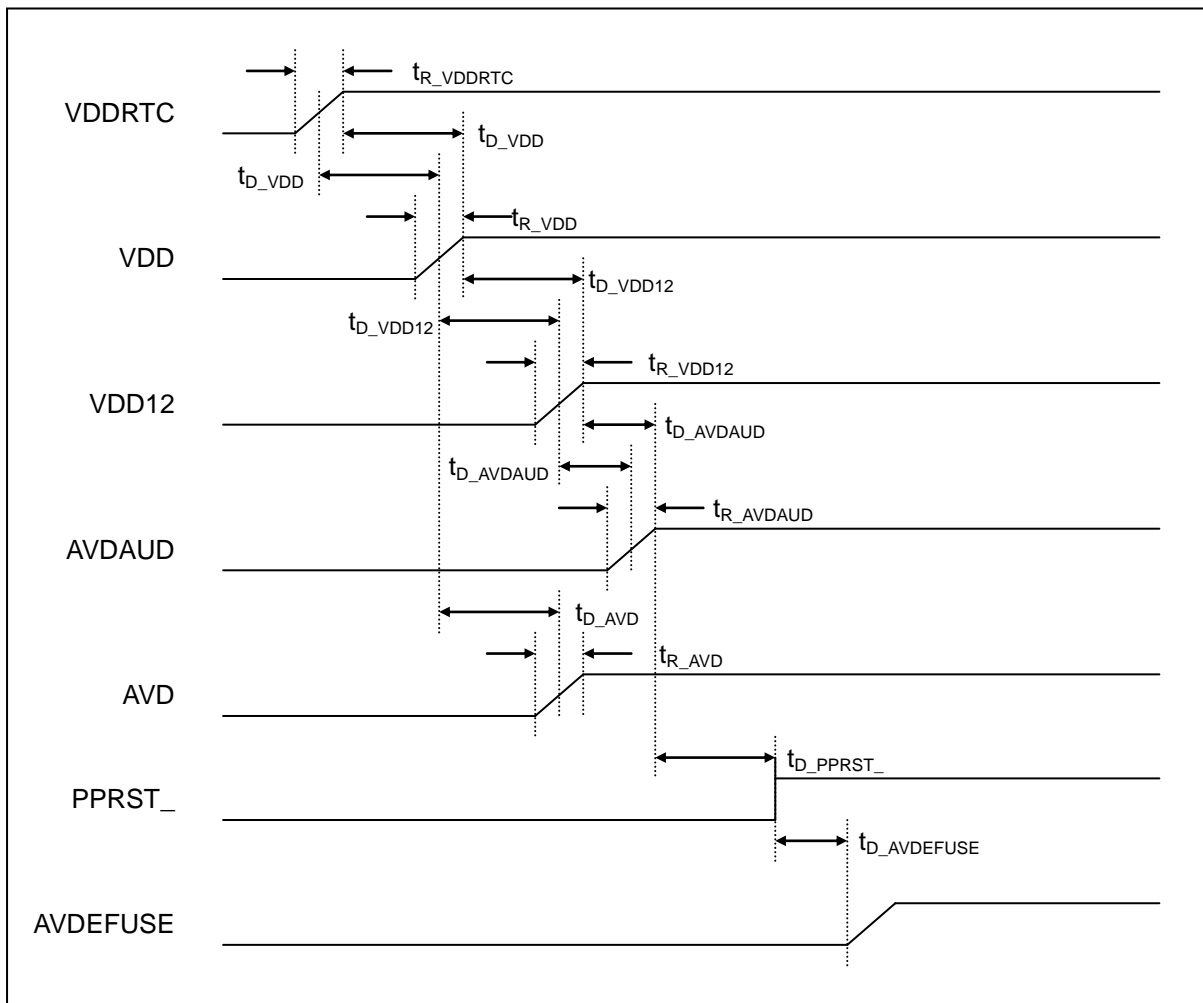 t_R_VDDRTC
VDDRTC
t_D_VDD
t_D_VDD
t_R_VDD
VDD
t_D_VDD12
t_D_VDD12
t_R_VDD12
VDD12
t_D_AVDAUD
t_D_AVDAUD
t_R_AVDAUD
AVDAUD
t_D_AVD
t_R_AVD
AVD
t_D_PPRST_
PPRST_
t_D_AVDEFUSE
AVDEFUSE